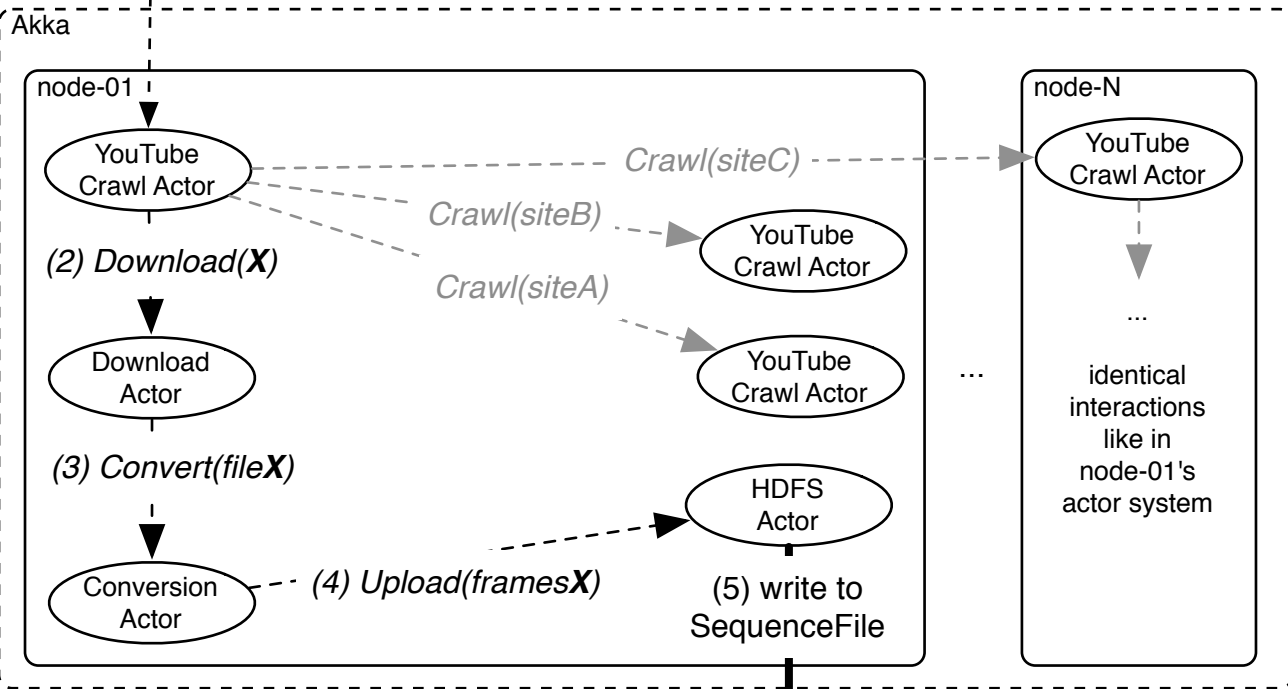 Akka
node-01
YouTube
Crawl Actor
Crawl(siteC)
Crawl(siteB)
Crawl(siteA)
YouTube
Crawl Actor
YouTube
Crawl Actor
(2) Download(X)
Download
Actor
(3) Convert(fileX)
Conversion
Actor
(4) Upload(framesX)
HDFS
Actor
(5) write to
SequenceFile
...
node-N
YouTube
Crawl Actor
...
identical
interactions
like in
node-01's
actor system